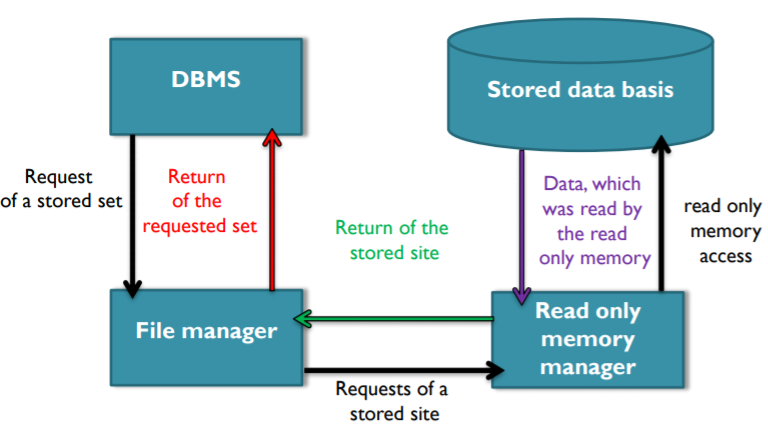 DBMS
Stored data basis
Request
of a stored set
Return
of the
requested set
Return of the
stored site
Data, which
was read by
the read
only memory
read only
memory
access
File manager
Read only
memory
manager
Requests of a
stored site